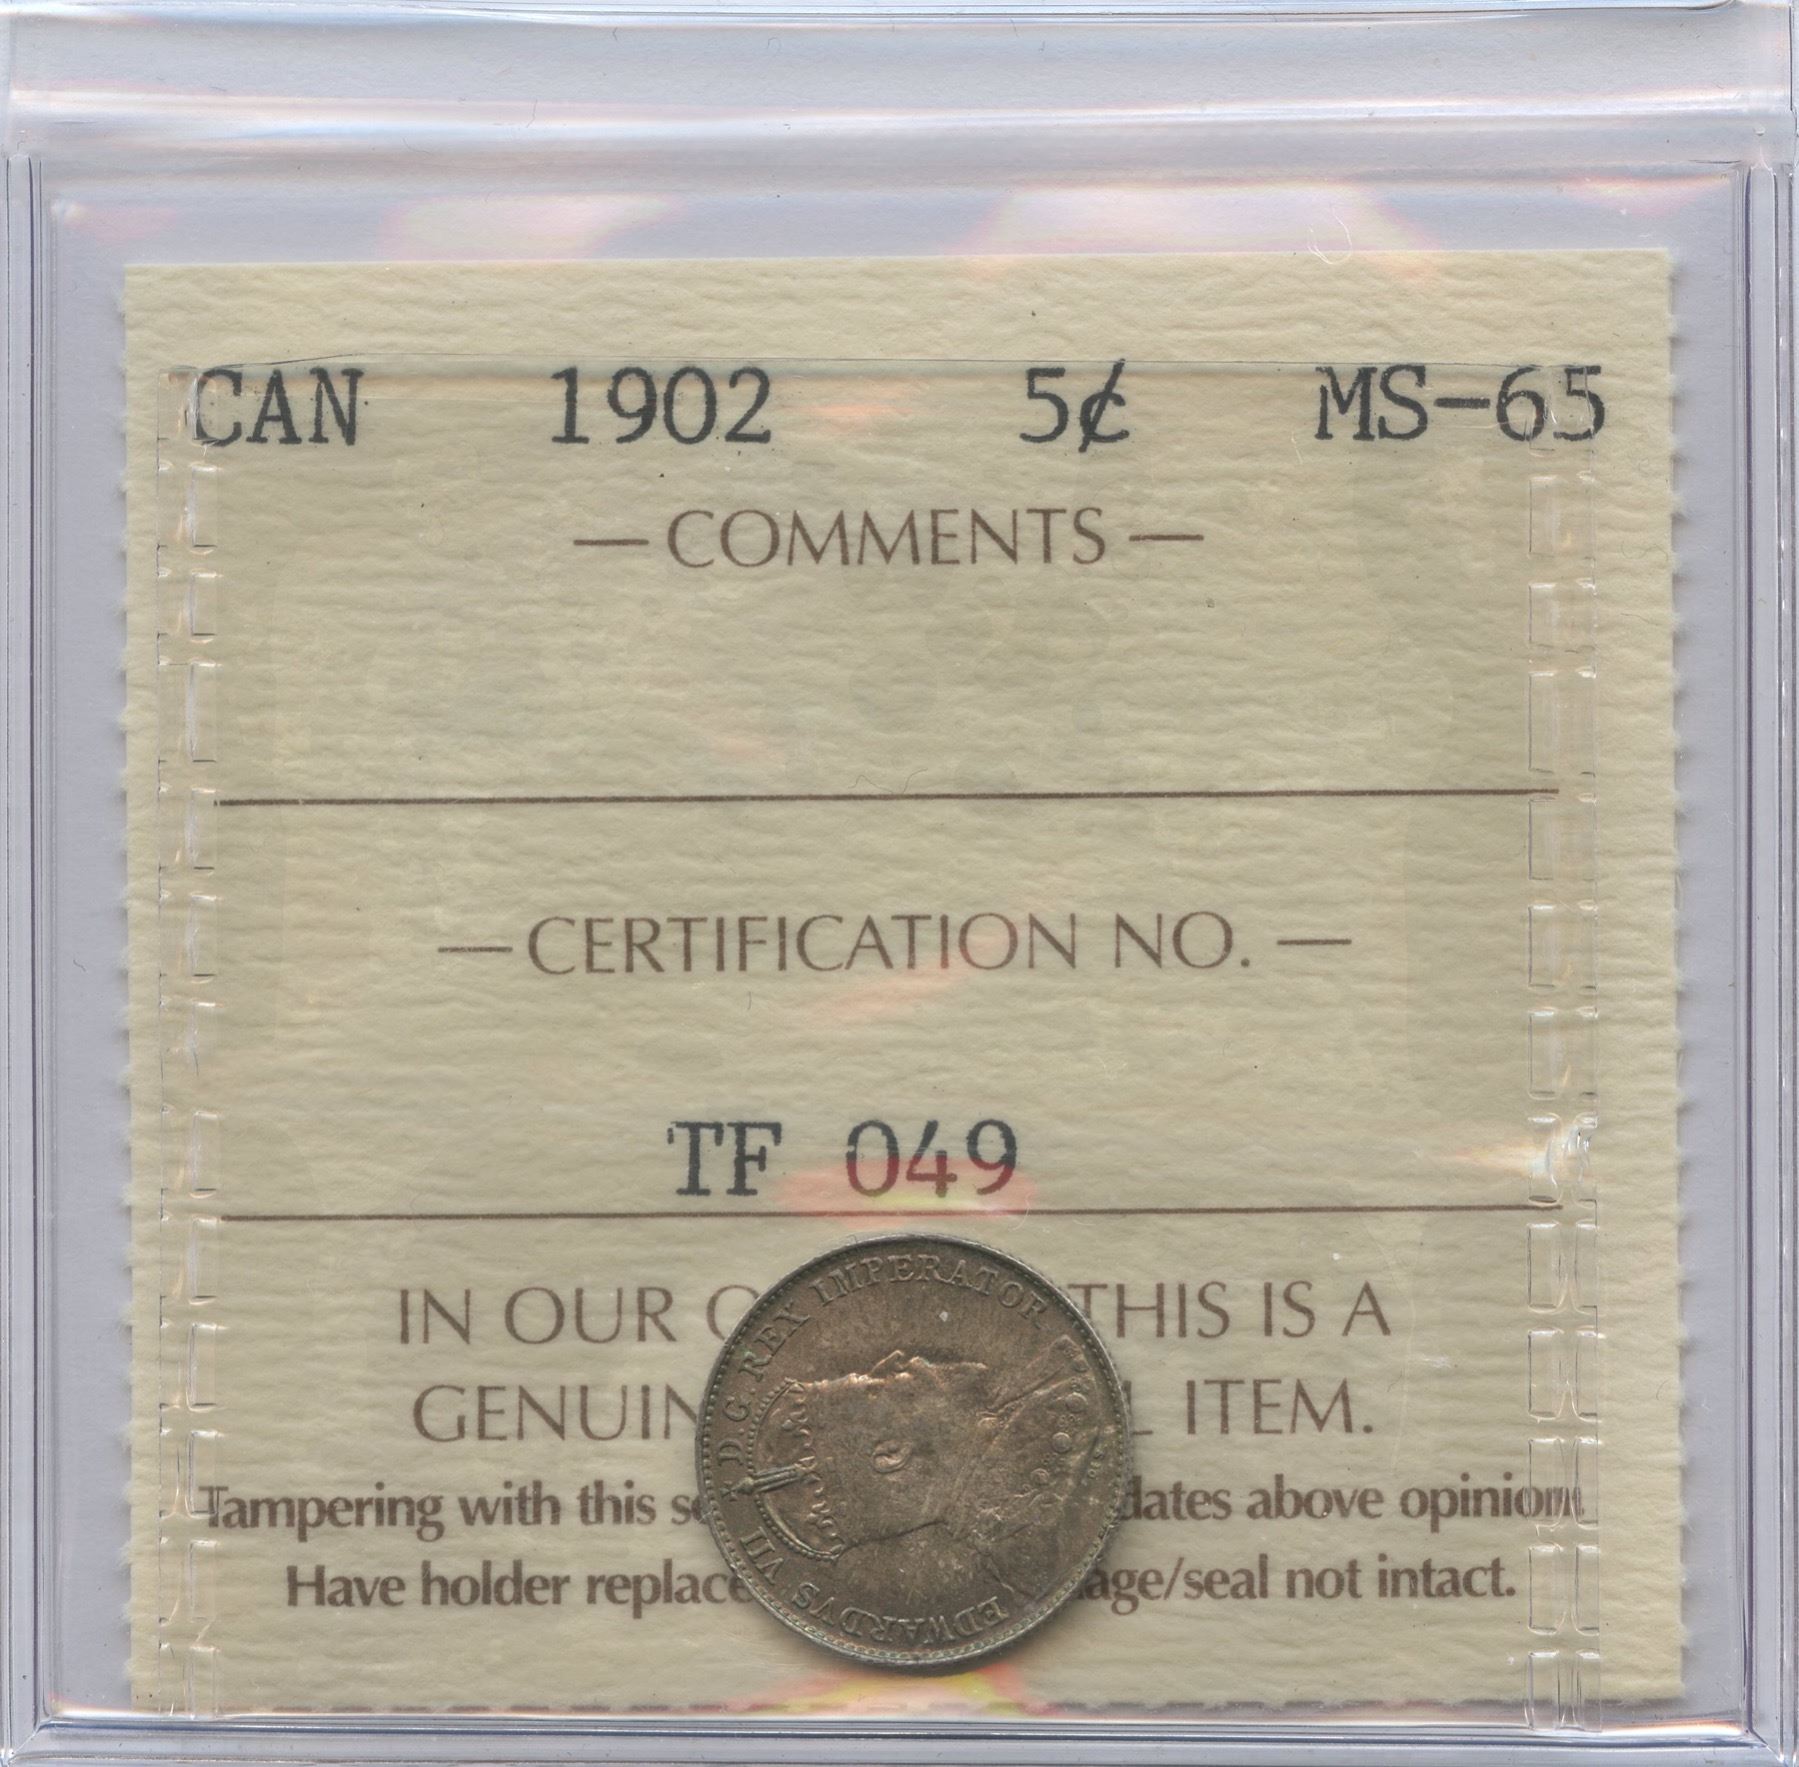 CAN 1902 5¢ MS-65
— COMMENTS —
— CERTIFICATION NO. —
TF 049
IN OUR O THIS IS A
GENUIN L ITEM.
Tampering with this se dates above opinion.
Have holder replace age/seal not intact.
EDWARDVS VII D.G. REX IMPERATOR